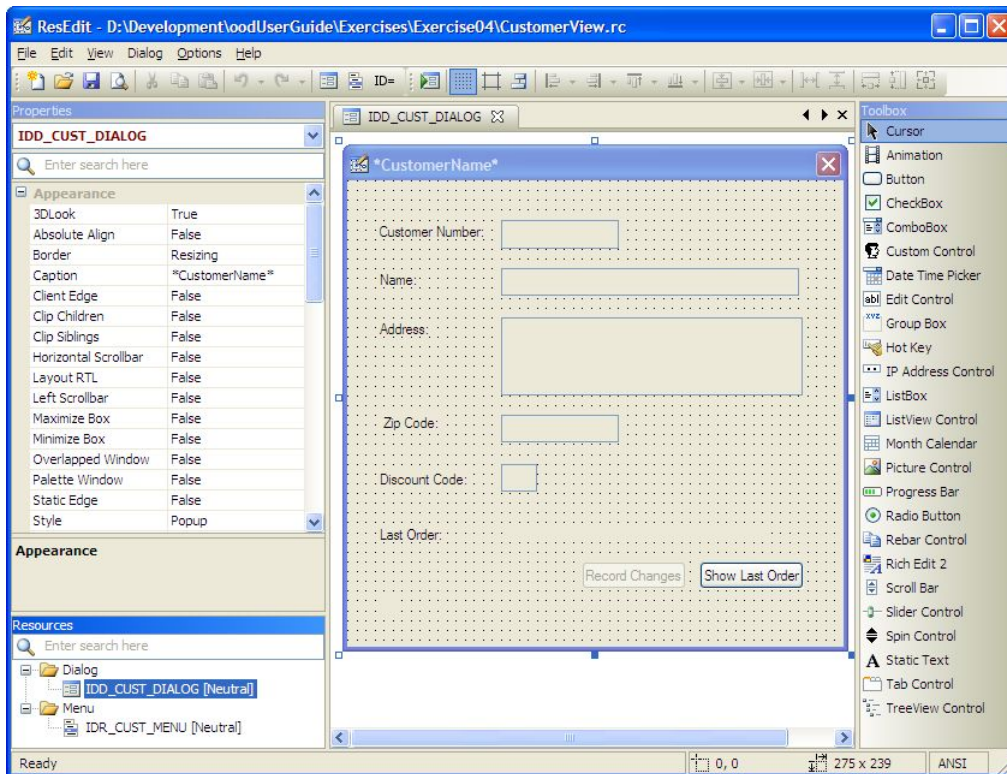 ResEdit - D:\Development\oodUserGuide\Exercises\Exercise04\CustomerView.rc
File Edit View Dialog Options Help
ID=
Properties
IDD_CUST_DIALOG
Enter search here
Appearance
3DLook True
Absolute Align False
Border Resizing
Caption *CustomerName*
Client Edge False
Clip Children False
Clip Siblings False
Horizontal Scrollbar False
Layout RTL False
Left Scrollbar False
Maximize Box False
Minimize Box False
Overlapped Window False
Palette Window False
Static Edge False
Style Popup
Appearance
Resources
Enter search here
Dialog
IDD_CUST_DIALOG [Neutral]
Menu
IDR_CUST_MENU [Neutral]
IDD_CUST_DIALOG
*CustomerName*
Customer Number:
Name:
Address:
Zip Code:
Discount Code:
Last Order:
Record Changes Show Last Order
Toolbox
Cursor
Animation
Button
CheckBox
ComboBox
Custom Control
Date Time Picker
abl Edit Control
xyz Group Box
Hot Key
IP Address Control
ListBox
ListView Control
Month Calendar
Picture Control
Progress Bar
Radio Button
Rebar Control
Rich Edit 2
Scroll Bar
Slider Control
Spin Control
A Static Text
Tab Control
TreeView Control
Ready 0, 0 275 x 239 ANSI